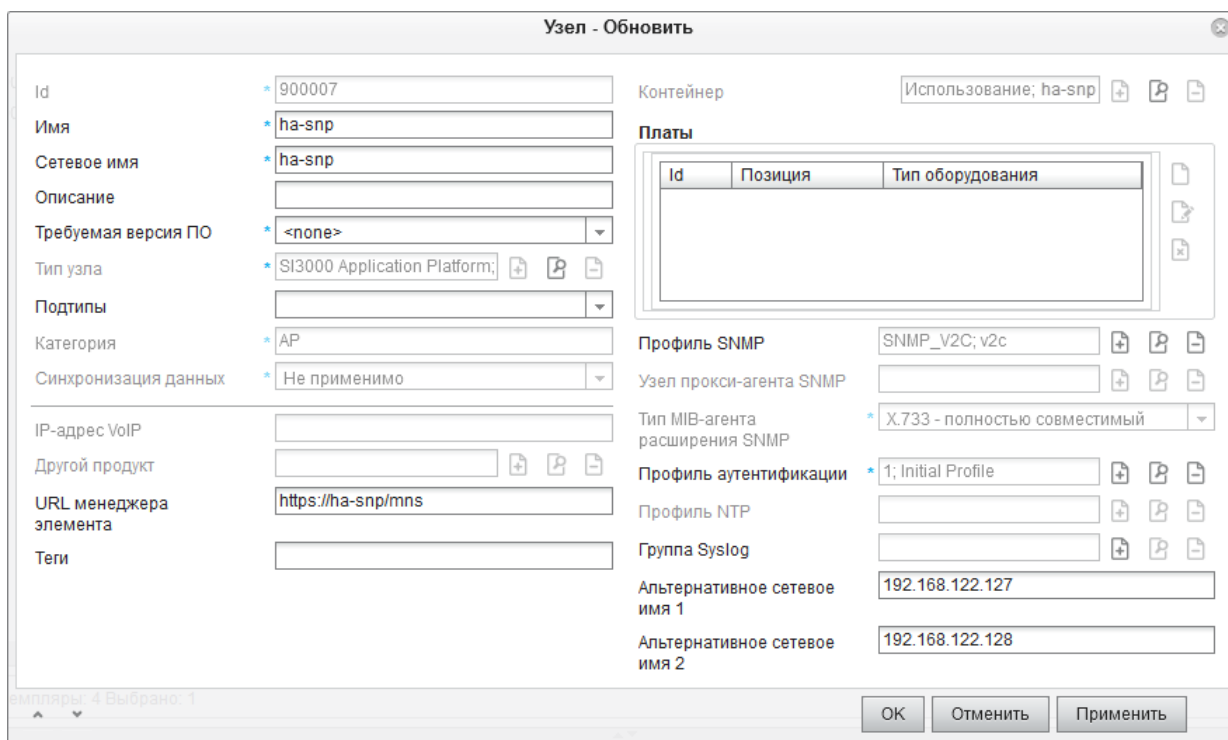 Узел - Обновить
Id * 900007
Имя * ha-snp
Сетевое имя * ha-snp
Описание
Требуемая версия ПО * <none>
Тип узла * SI3000 Application Platform;
Подтипы
Категория * AP
Синхронизация данных * Не применимо
IP-адрес VoIP
Другой продукт
URL менеджера
элемента
https://ha-snp/mns
Теги
Контейнер Использование; ha-snp
Платы
Id Позиция Тип оборудования
Профиль SNMP SNMP_V2C; v2c
Узел прокси-агента SNMP
Тип MIB-агента
расширения SNMP
* X.733 - полностью совместимый
Профиль аутентификации * 1; Initial Profile
Профиль NTP
Группа Syslog
Альтернативное сетевое
имя 1
192.168.122.127
Альтернативное сетевое
имя 2
192.168.122.128
емпляры: 4 Выбрано: 1
OK Отменить Применить